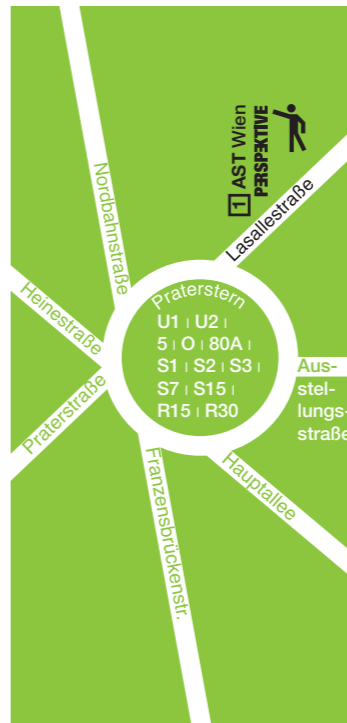 1 AST Wien
PERSPEKTIVE
Lasallestraße
Nordbahnstraße
Heinestraße
Praterstern
U1 | U2 |
5 | O | 80A |
S1 | S2 | S3 |
S7 | S15 |
R15 | R30
Aus-
stel-
lungs-
straße
Praterstraße
Hauptallee
Franzensbrückenstr.